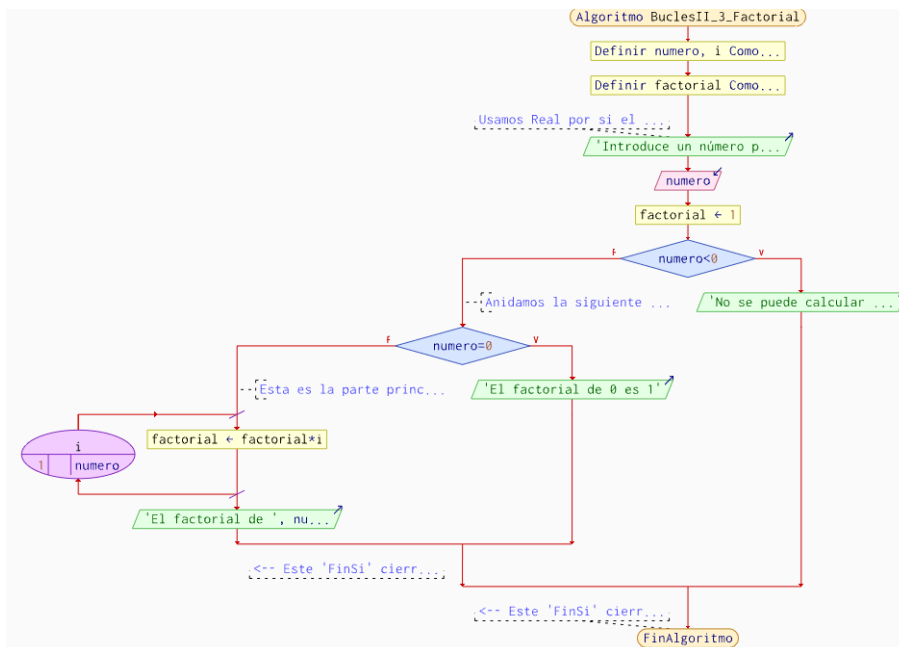 Algoritmo BuclesII_3_Factorial
Definir numero, i Como...
Definir factorial Como...
Usamos Real por si el ...
'Introduce un número p...
numero
factorial ← 1
numero<0
F
V
Anidamos la siguiente ...
'No se puede calcular ...
numero=0
F
V
Esta es la parte princ...
'El factorial de 0 es 1'
factorial ← factorial*i
i
1
numero
'El factorial de ', nu...
<-- Este 'FinSi' cierr...
<-- Este 'FinSi' cierr...
FinAlgoritmo